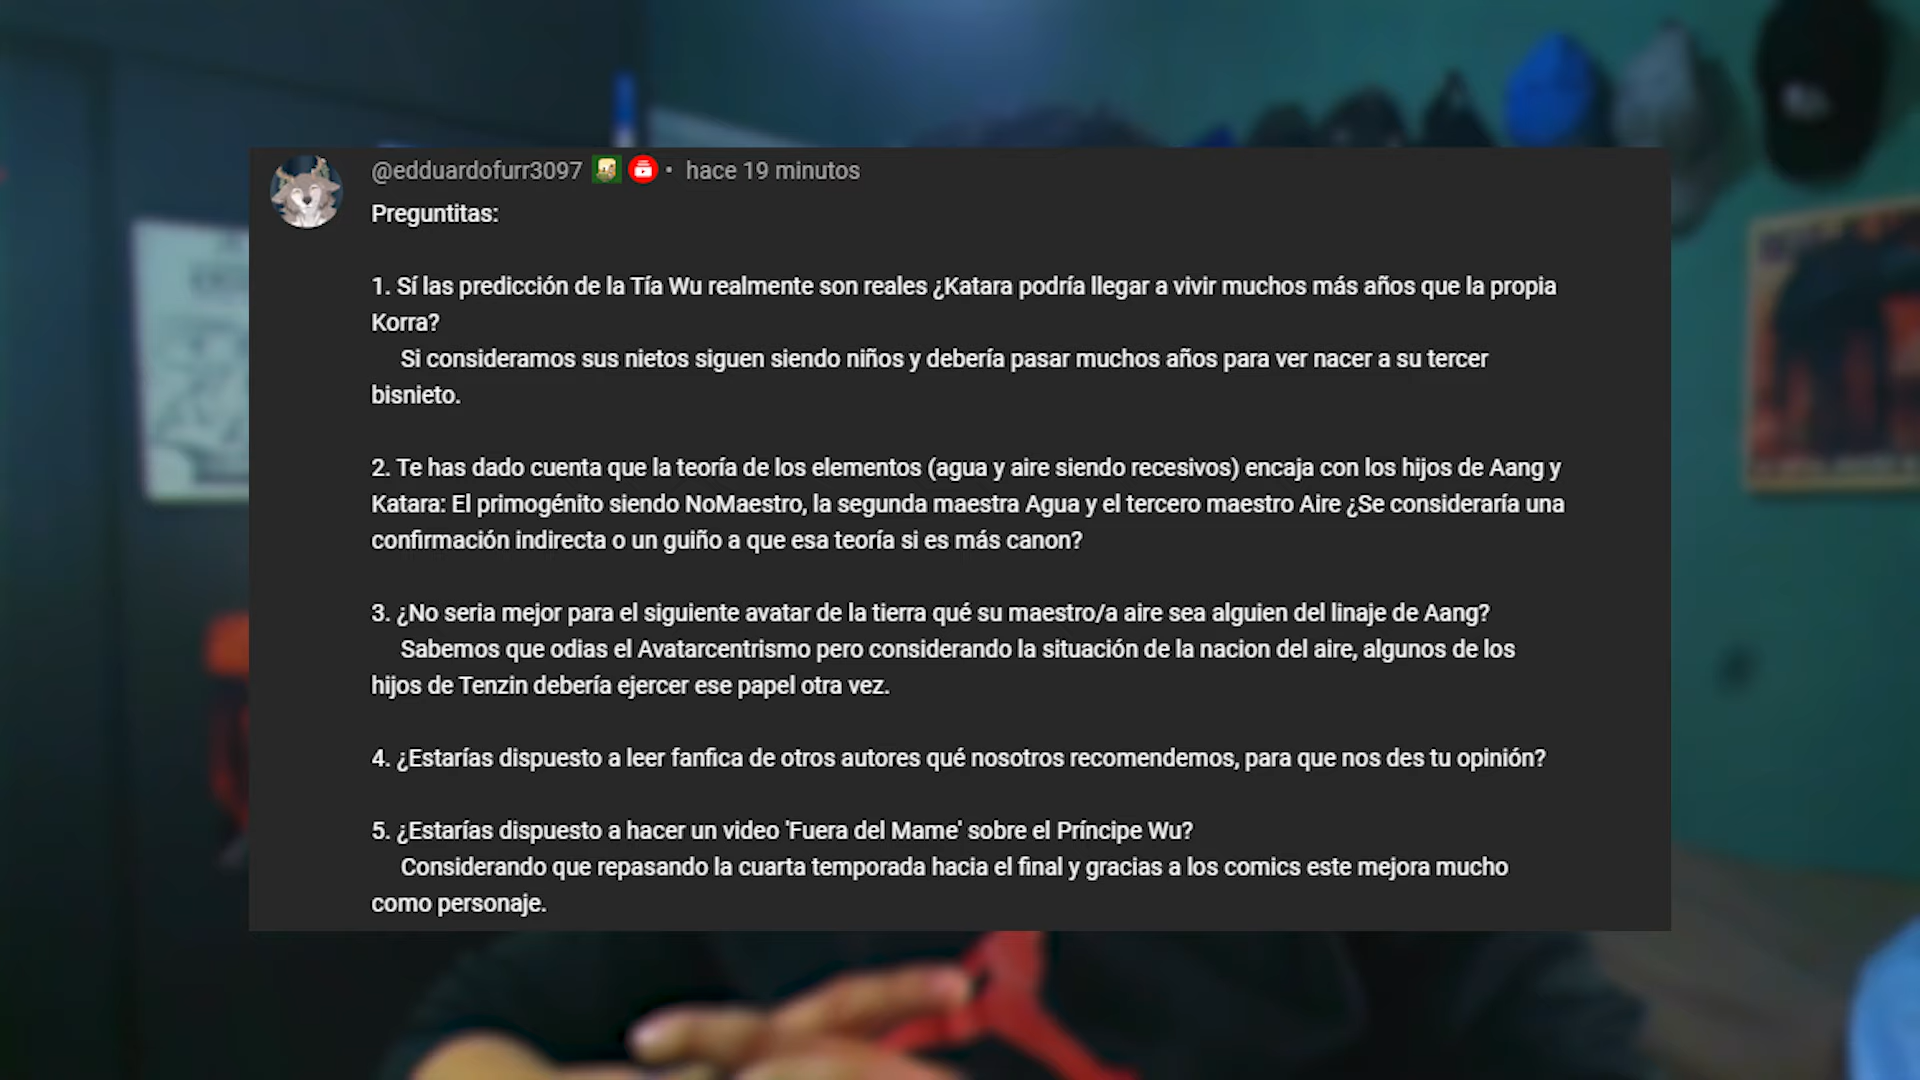 @edduardofurr3097 • hace 19 minutos
Preguntitas:
1. Sí las predicción de la Tía Wu realmente son reales ¿Katara podría llegar a vivir muchos más años que la propia
Korra?
Si consideramos sus nietos siguen siendo niños y debería pasar muchos años para ver nacer a su tercer
bisnieto.
2. Te has dado cuenta que la teoría de los elementos (agua y aire siendo recesivos) encaja con los hijos de Aang y
Katara: El primogénito siendo NoMaestro, la segunda maestra Agua y el tercero maestro Aire ¿Se consideraría una
confirmación indirecta o un guiño a que esa teoría si es más canon?
3. ¿No seria mejor para el siguiente avatar de la tierra qué su maestro/a aire sea alguien del linaje de Aang?
Sabemos que odias el Avatarcentrismo pero considerando la situación de la nacion del aire, algunos de los
hijos de Tenzin debería ejercer ese papel otra vez.
4. ¿Estarías dispuesto a leer fanfica de otros autores qué nosotros recomendemos, para que nos des tu opinión?
5. ¿Estarías dispuesto a hacer un video 'Fuera del Mame' sobre el Príncipe Wu?
Considerando que repasando la cuarta temporada hacia el final y gracias a los comics este mejora mucho
como personaje.